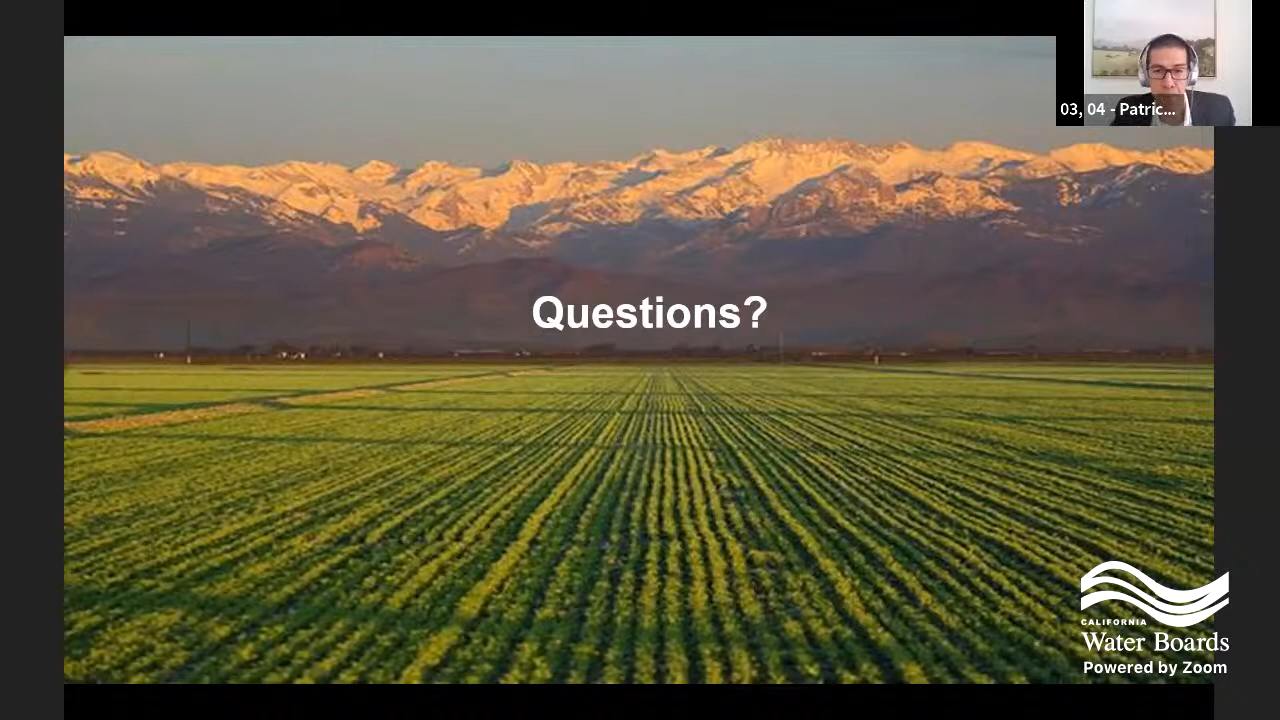 03, 04 - Patric...
Questions?
CALIFORNIA
Water Boards
Powered by Zoom